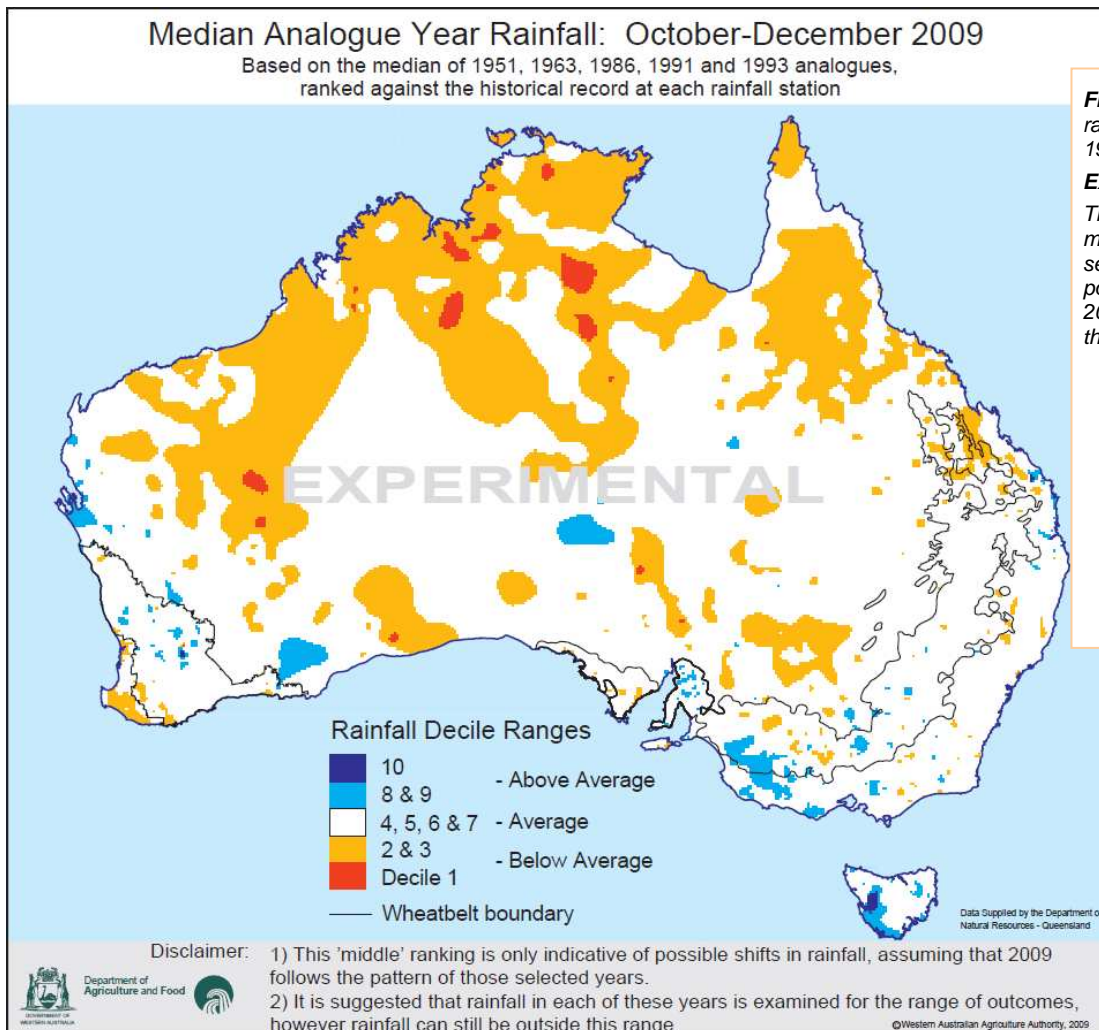 Median Analogue Year Rainfall: October-December 2009
Based on the median of 1951, 1963, 1986, 1991 and 1993 analogues,
ranked against the historical record at each rainfall station
EXPERIMENTAL
Rainfall Decile Ranges
10
8 & 9
- Above Average
4, 5, 6 & 7 - Average
2 & 3
- Below Average
Decile 1
Wheatbelt boundary
Data Supplied by the Department of
Natural Resources - Queensland
Disclaimer:
1) This 'middle' ranking is only indicative of possible shifts in rainfall, assuming that 2009
follows the pattern of those selected years.
2) It is suggested that rainfall in each of these years is examined for the range of outcomes,
however rainfall can still be outside this range
GOVERNMENT OF
WESTERN AUSTRALIA
Department of
Agriculture and Food
©Western Australian Agriculture Authority, 2009